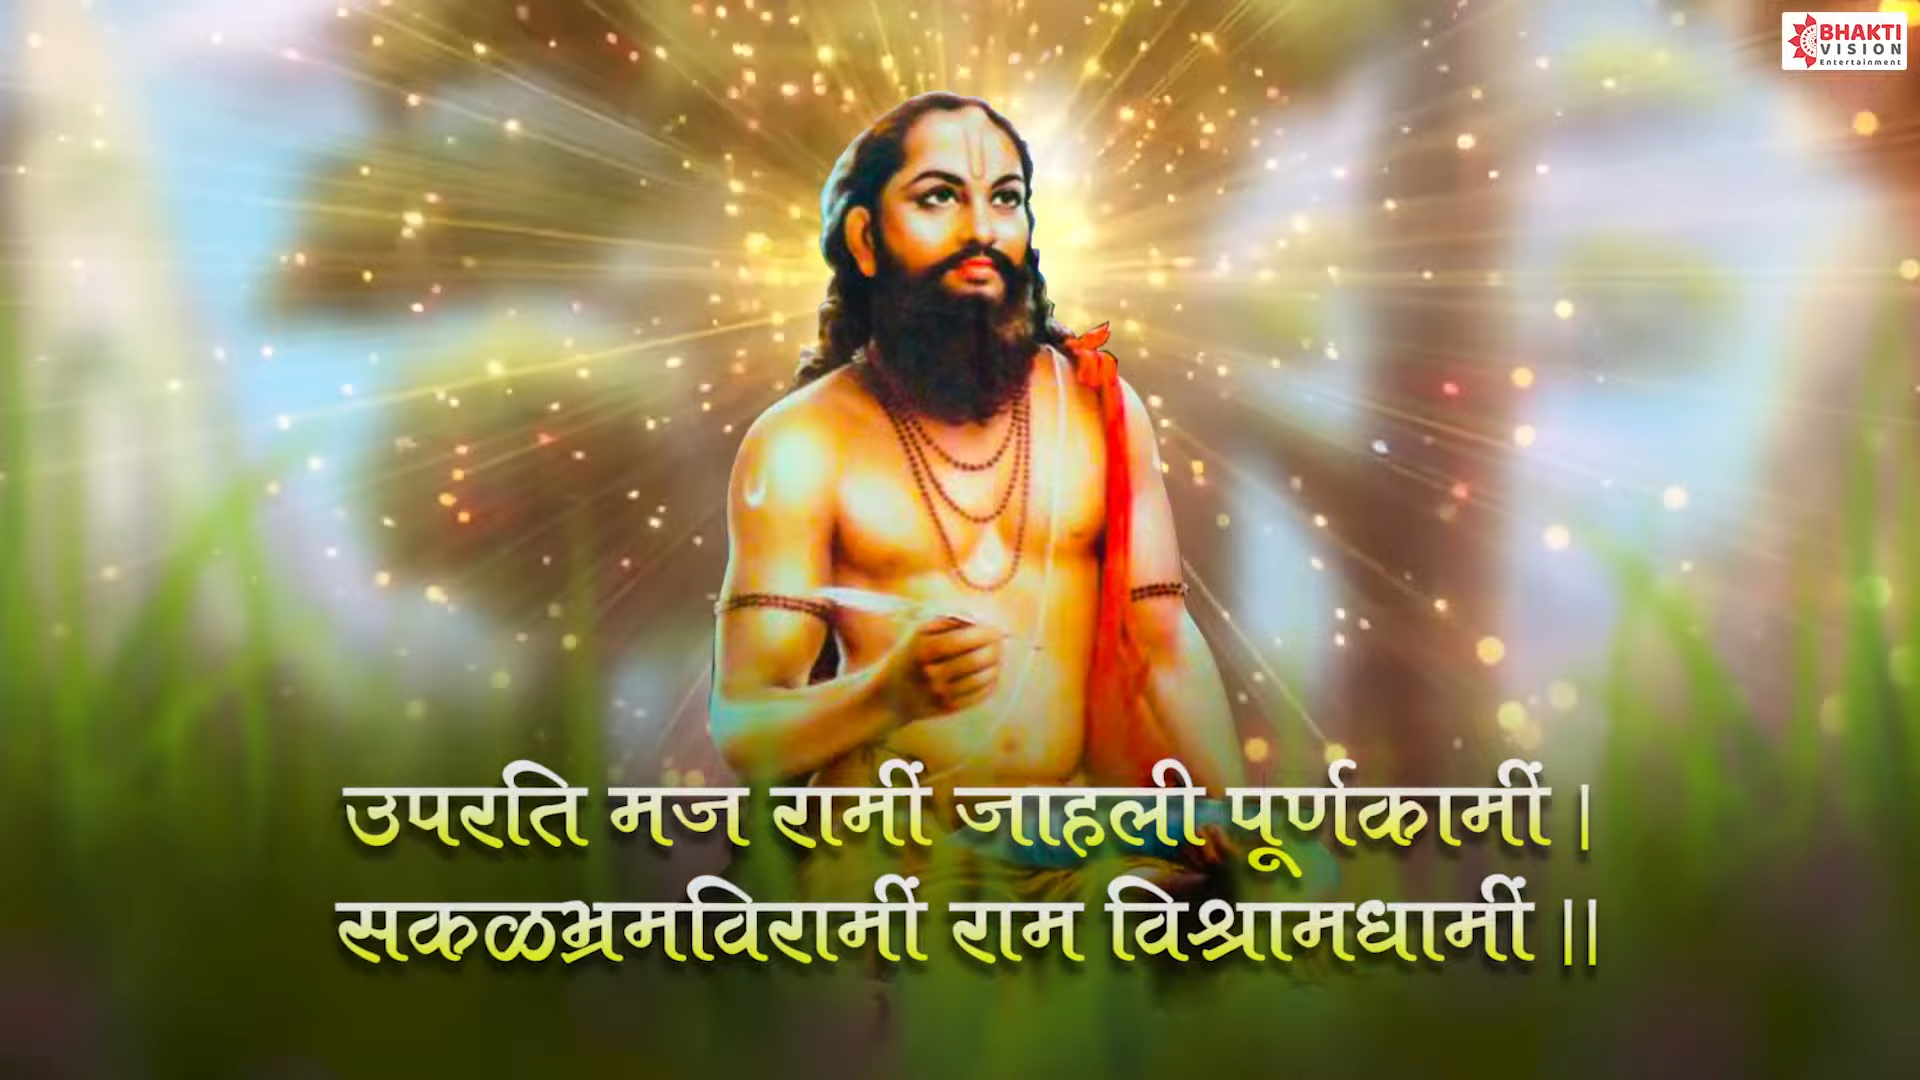 BHAKTI
VISION
Entertainment
उपरति मज रामीं जाहली पूर्णकामीं |
सकळभ्रमविरामीं राम विश्रामधामीं ||